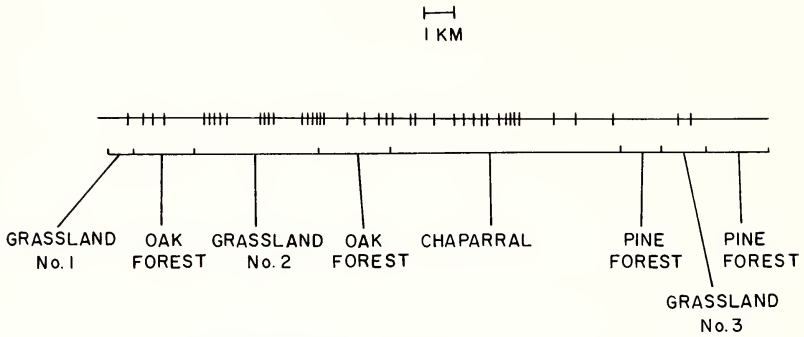 1 KM
GRASSLAND No. 1
OAK FOREST
GRASSLAND No. 2
OAK FOREST
CHAPARRAL
PINE FOREST
GRASSLAND No. 3
PINE FOREST